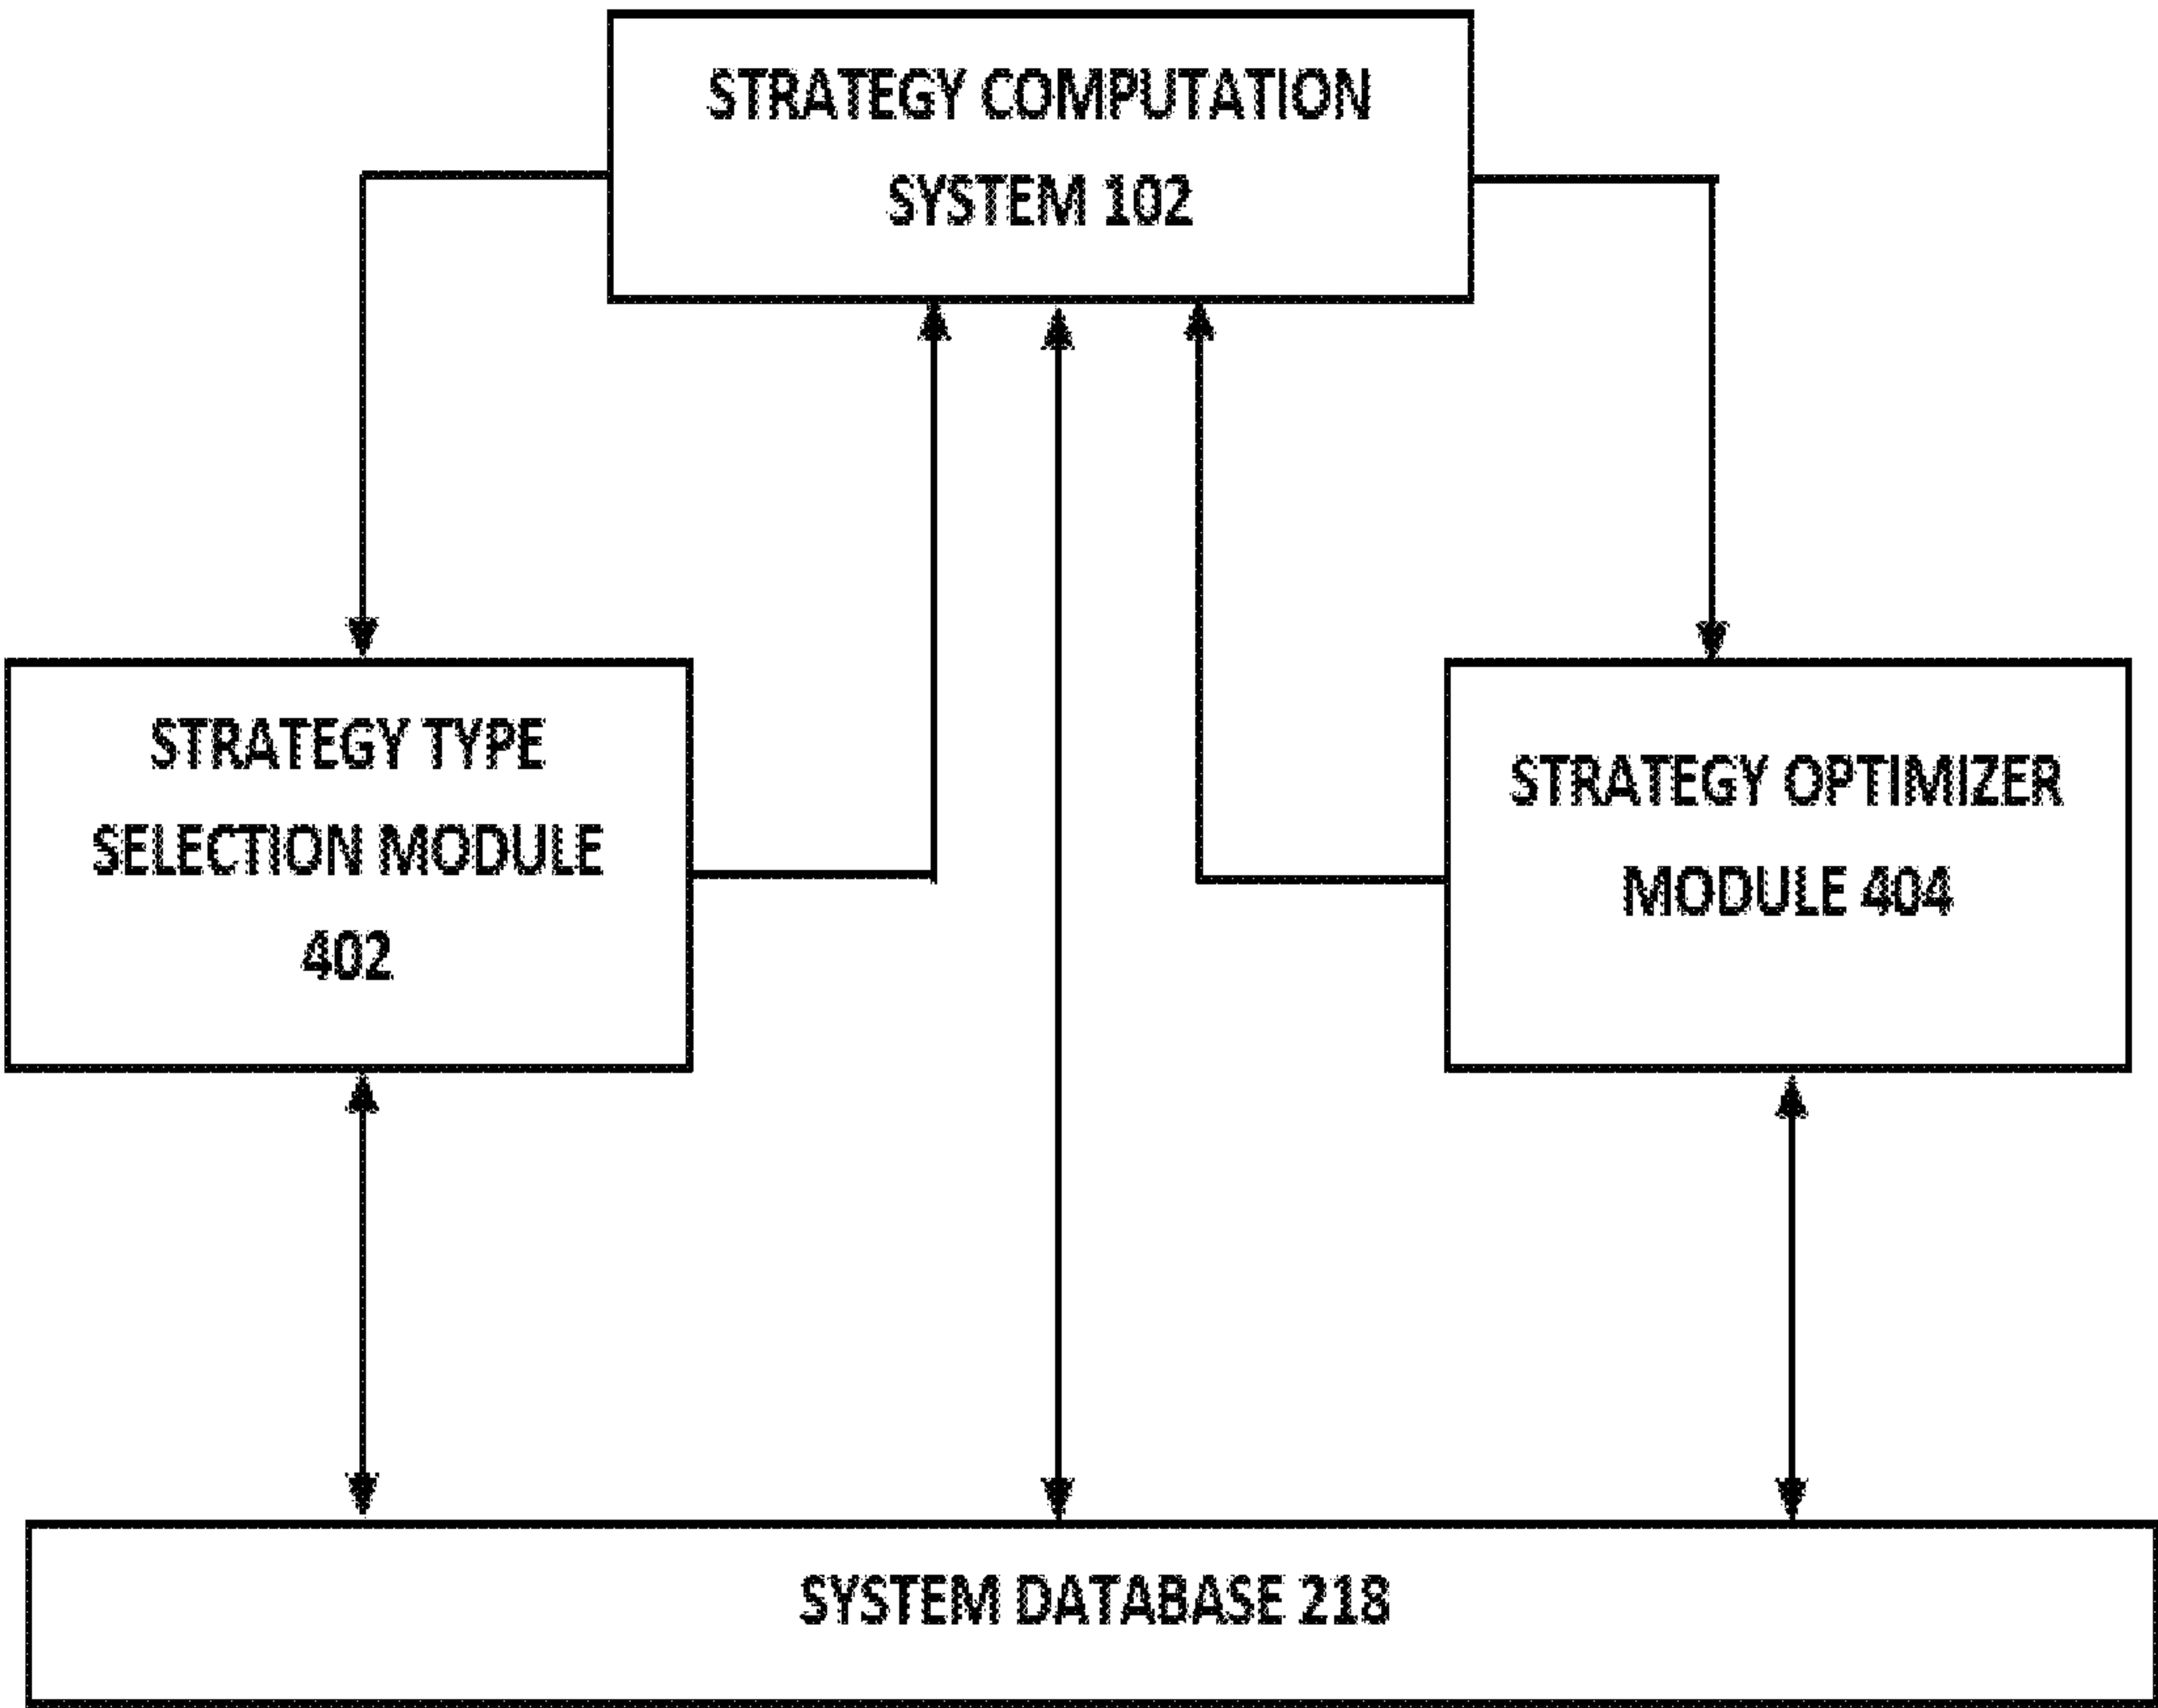 STRATEGY COMPUTATION
SYSTEM 102
STRATEGY TYPE
SELECTION MODULE
402
STRATEGY OPTIMIZER
MODULE 404
SYSTEM DATABASE 218